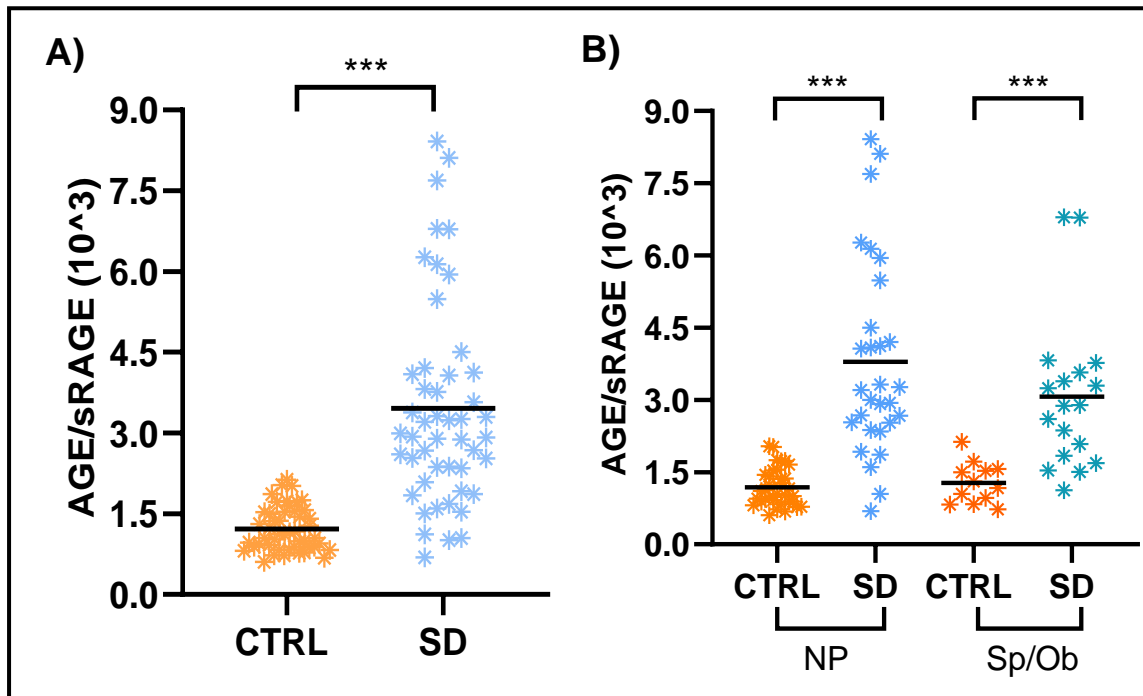 A)
***
AGE/sRAGE (10^3)
9.0
7.5
6.0
4.5
3.0
1.5
0.0
CTRL SD
B)
*** ***
AGE/sRAGE (10^3)
9.0
7.5
6.0
4.5
3.0
1.5
0.0
CTRL SD CTRL SD
NP Sp/Ob